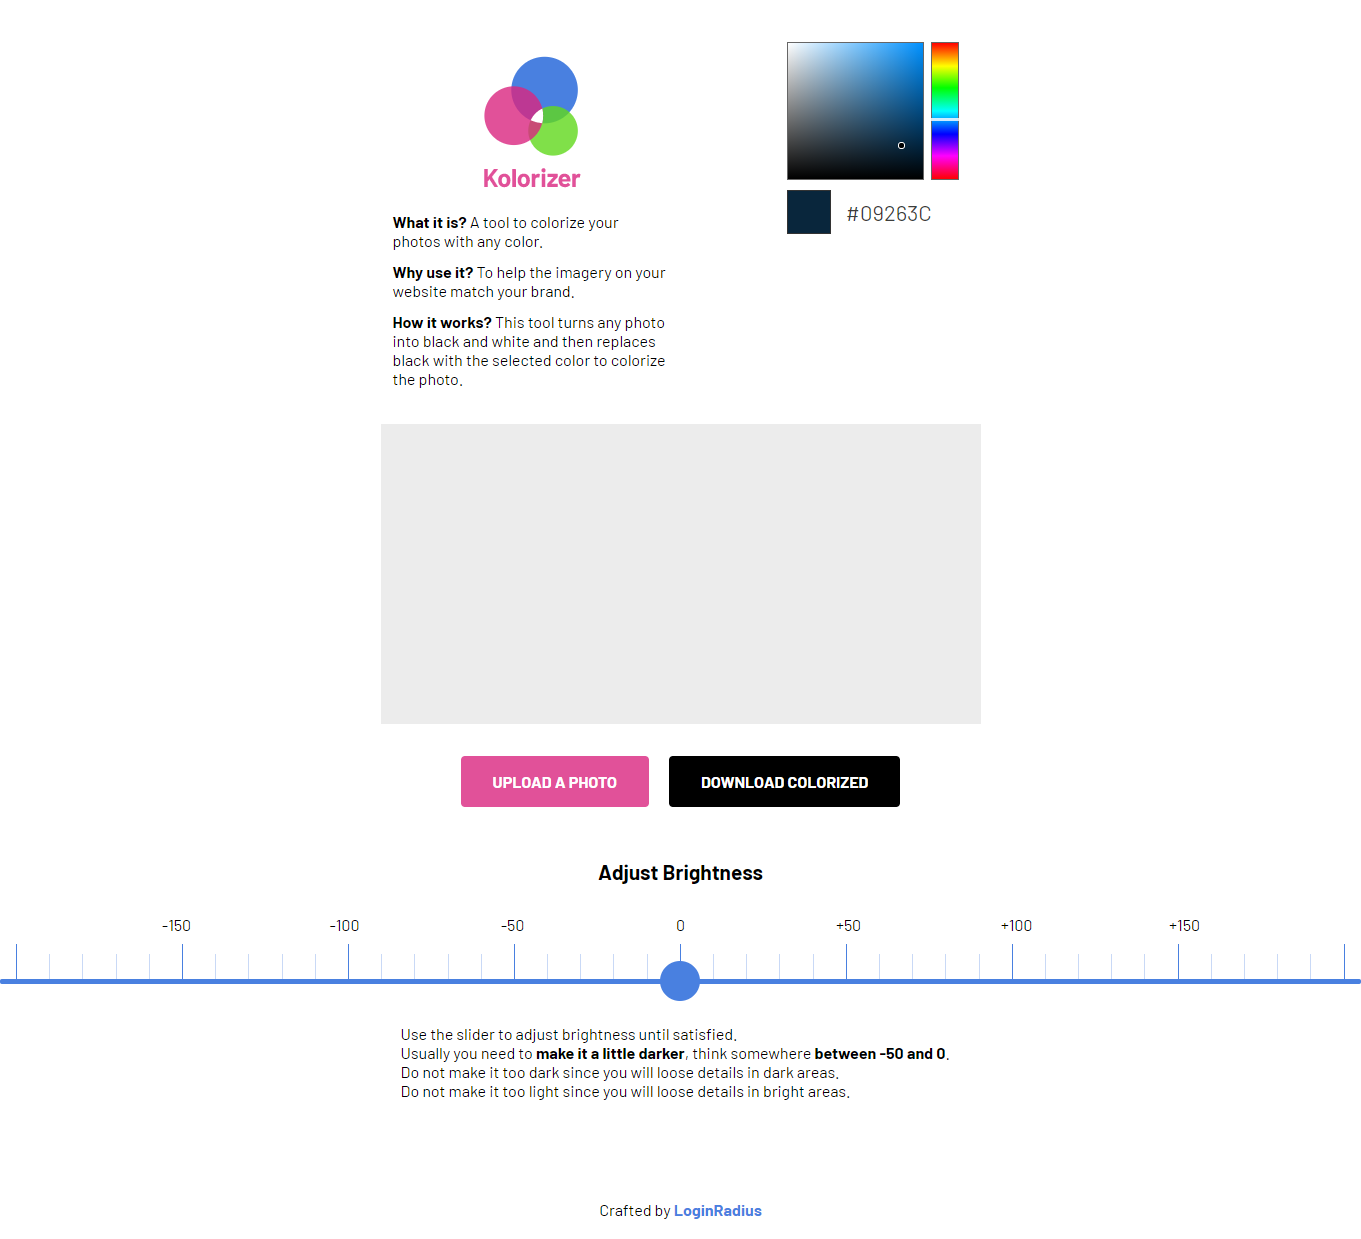 Kolorizer
#09263C
What it is? A tool to colorize your
photos with any color.
Why use it? To help the imagery on your
website match your brand.
How it works? This tool turns any photo
into black and white and then replaces
black with the selected color to colorize
the photo.
UPLOAD A PHOTO
DOWNLOAD COLORIZED
Adjust Brightness
-150 -100 -50 0 +50 +100 +150
Use the slider to adjust brightness until satisfied.
Usually you need to make it a little darker, think somewhere between -50 and 0.
Do not make it too dark since you will loose details in dark areas.
Do not make it too light since you will loose details in bright areas.
Crafted by LoginRadius